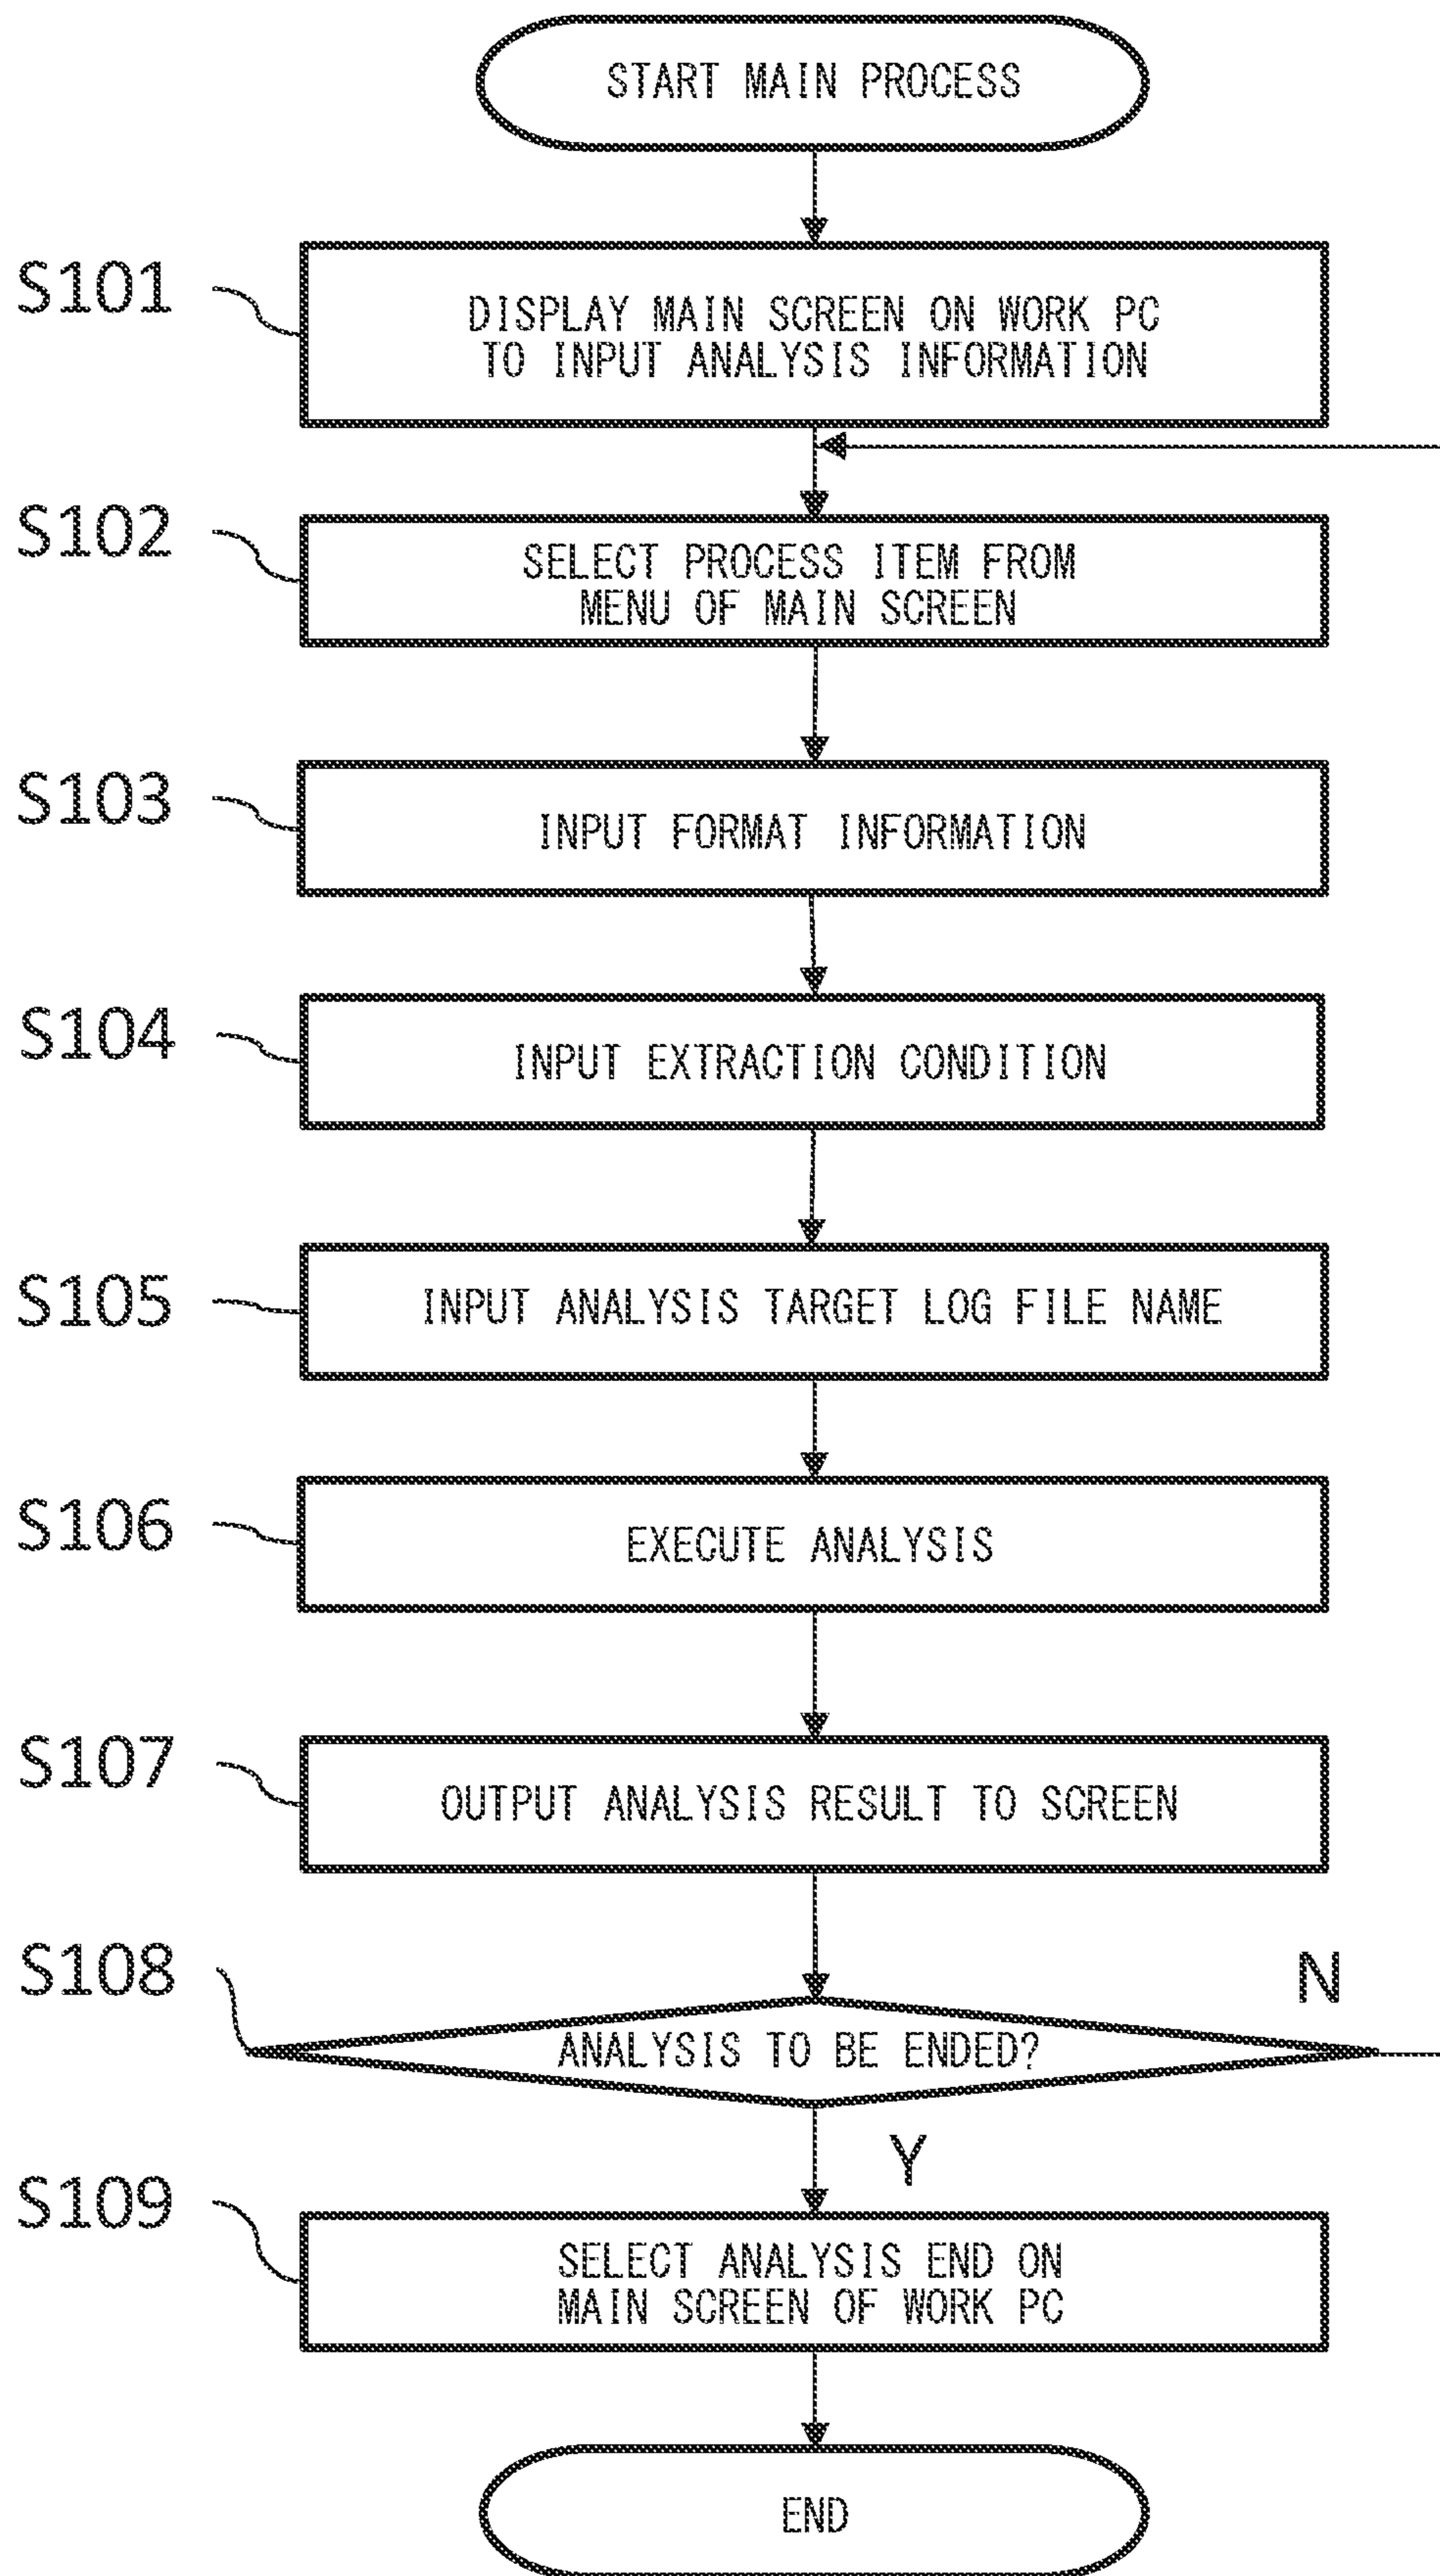 START MAIN PROCESS
S101
DISPLAY MAIN SCREEN ON WORK PC
TO INPUT ANALYSIS INFORMATION
S102
SELECT PROCESS ITEM FROM
MENU OF MAIN SCREEN
S103
INPUT FORMAT INFORMATION
S104
INPUT EXTRACTION CONDITION
S105
INPUT ANALYSIS TARGET LOG FILE NAME
S106
EXECUTE ANALYSIS
S107
OUTPUT ANALYSIS RESULT TO SCREEN
S108
N
ANALYSIS TO BE ENDED?
Y
S109
SELECT ANALYSIS END ON
MAIN SCREEN OF WORK PC
END